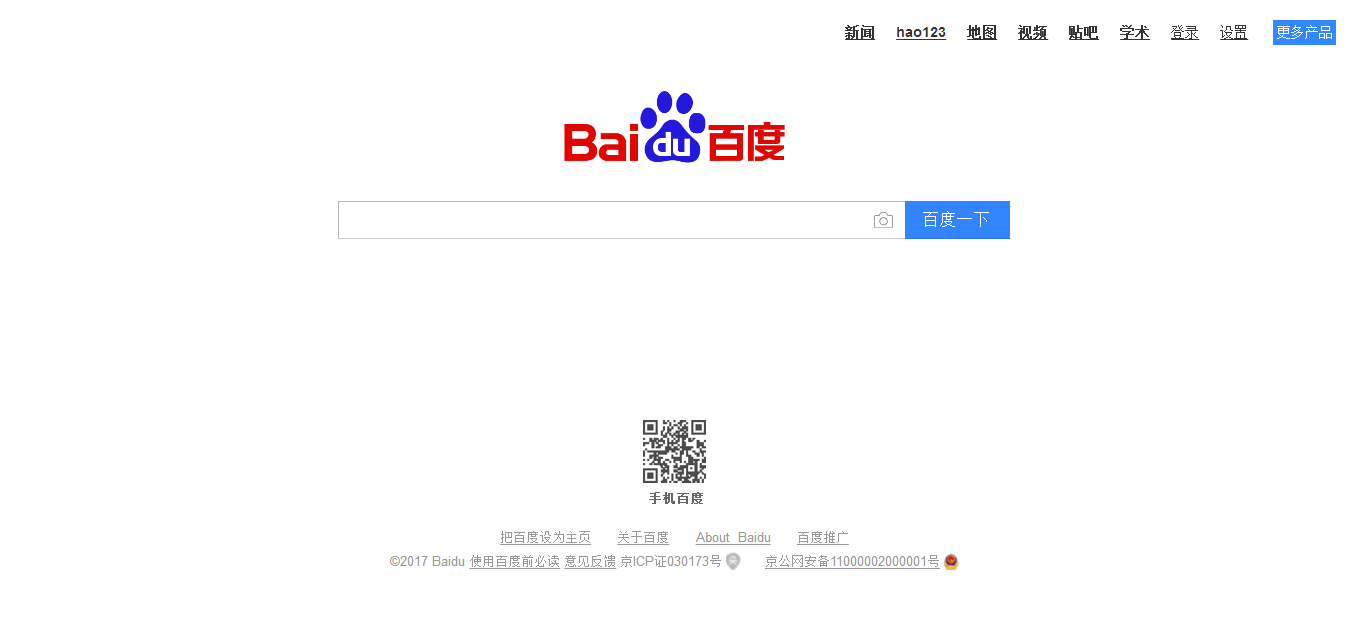 新闻 hao123 地图 视频 贴吧 学术 登录 设置 更多产品
Bai du 百度
百度一下
手机百度
把百度设为主页 关于百度 About Baidu 百度推广
©2017 Baidu 使用百度前必读 意见反馈 京ICP证030173号 京公网安备11000002000001号